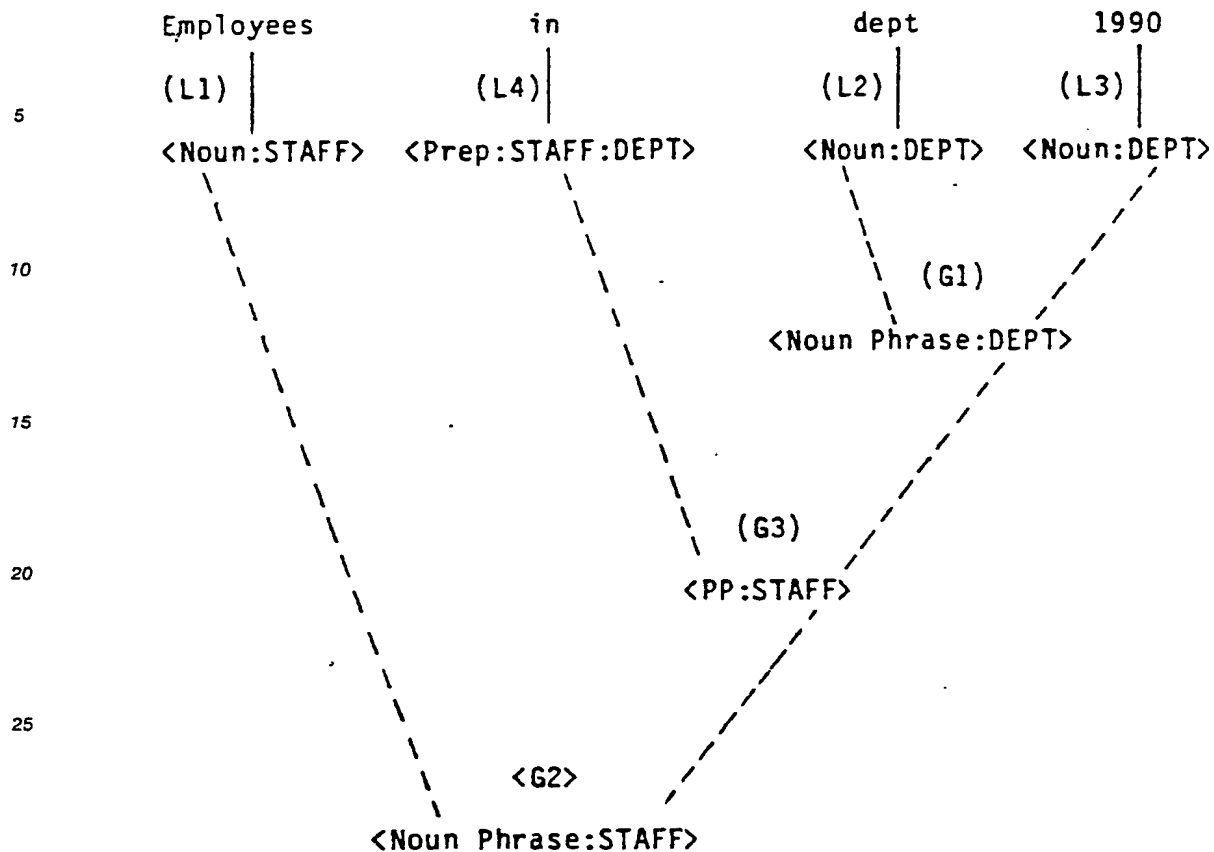 Employees in dept 1990
(L1) (L4) (L2) (L3)
5
<Noun:STAFF> <Prep:STAFF:DEPT> <Noun:DEPT> <Noun:DEPT>
10
(G1)
<Noun Phrase:DEPT>
15
(G3)
20
<PP:STAFF>
25
<G2>
<Noun Phrase:STAFF>